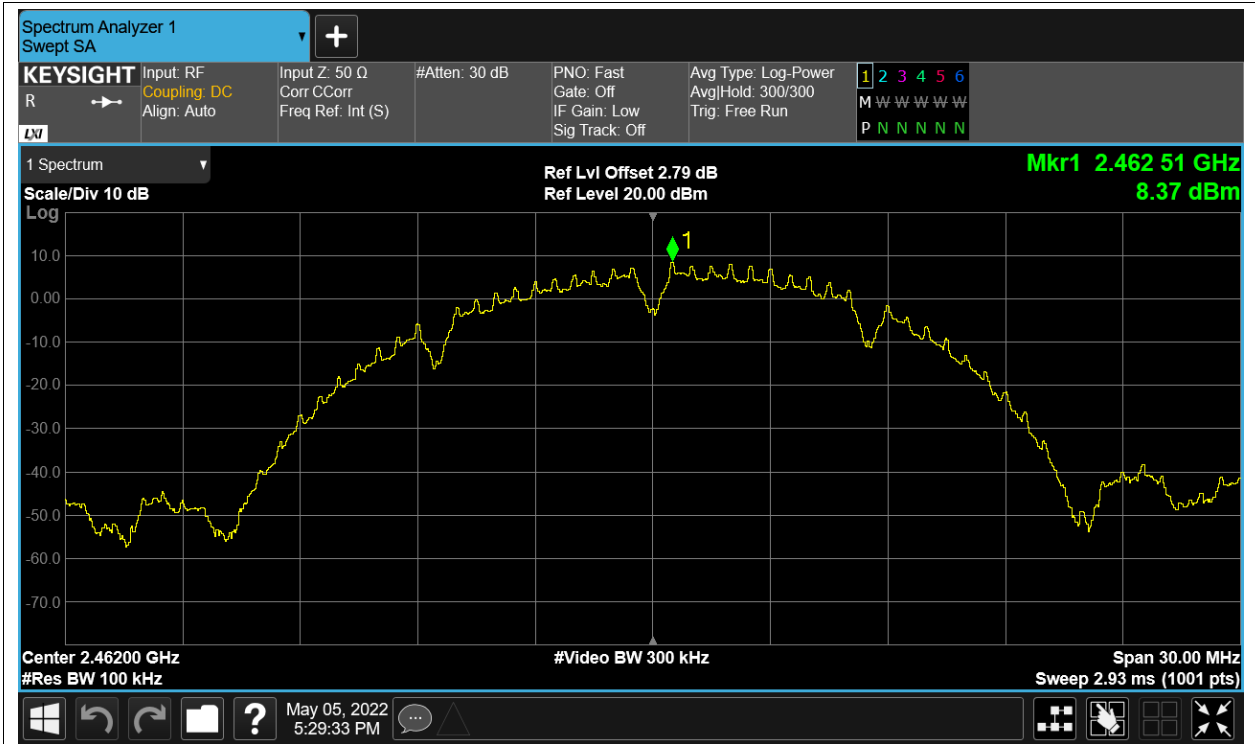 Spectrum Analyzer 1
Swept SA
KEYSIGHT
R
LXI
Input: RF
Coupling: DC
Align: Auto
Input Z: 50 Ω
Corr CCorr
Freq Ref: Int (S)
#Atten: 30 dB
PNO: Fast
Gate: Off
IF Gain: Low
Sig Track: Off
Avg Type: Log-Power
Avg|Hold: 300/300
Trig: Free Run
1 2 3 4 5 6
M W W W W W
P N N N N N
1 Spectrum
Scale/Div 10 dB
Log
Ref Lvl Offset 2.79 dB
Ref Level 20.00 dBm
Mkr1 2.462 51 GHz
8.37 dBm
1
10.0
0.00
-10.0
-20.0
-30.0
-40.0
-50.0
-60.0
-70.0
Center 2.46200 GHz
#Video BW 300 kHz
Span 30.00 MHz
#Res BW 100 kHz
Sweep 2.93 ms (1001 pts)
?
May 05, 2022
5:29:33 PM